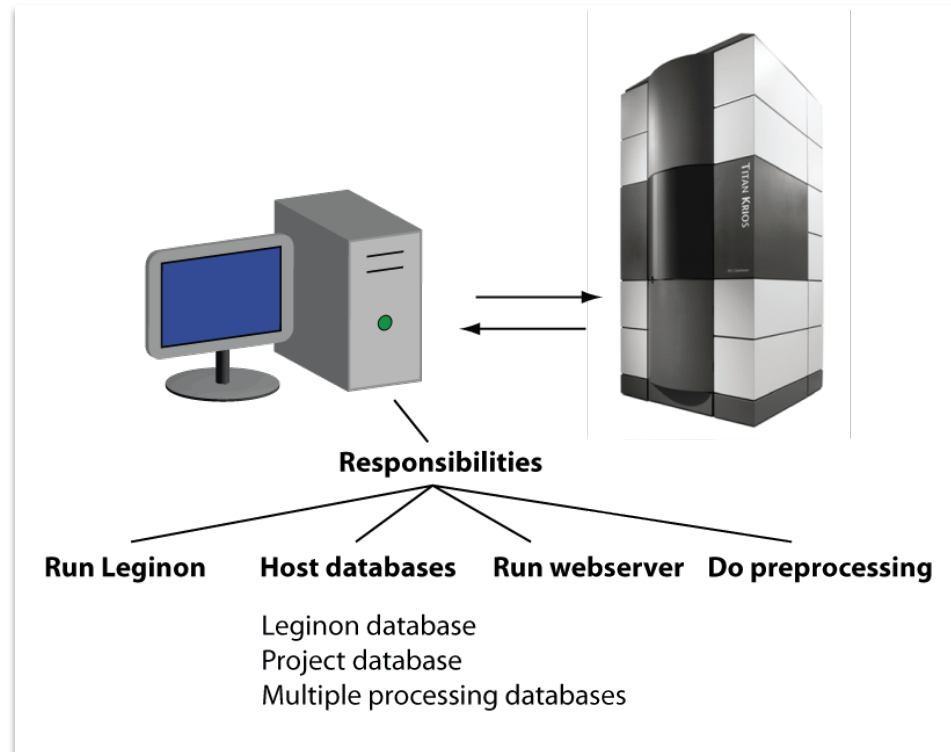 TITAN KRIOS
Responsibilities
Run Leginon
Host databases
Run webserver
Do preprocessing
Leginon database
Project database
Multiple processing databases